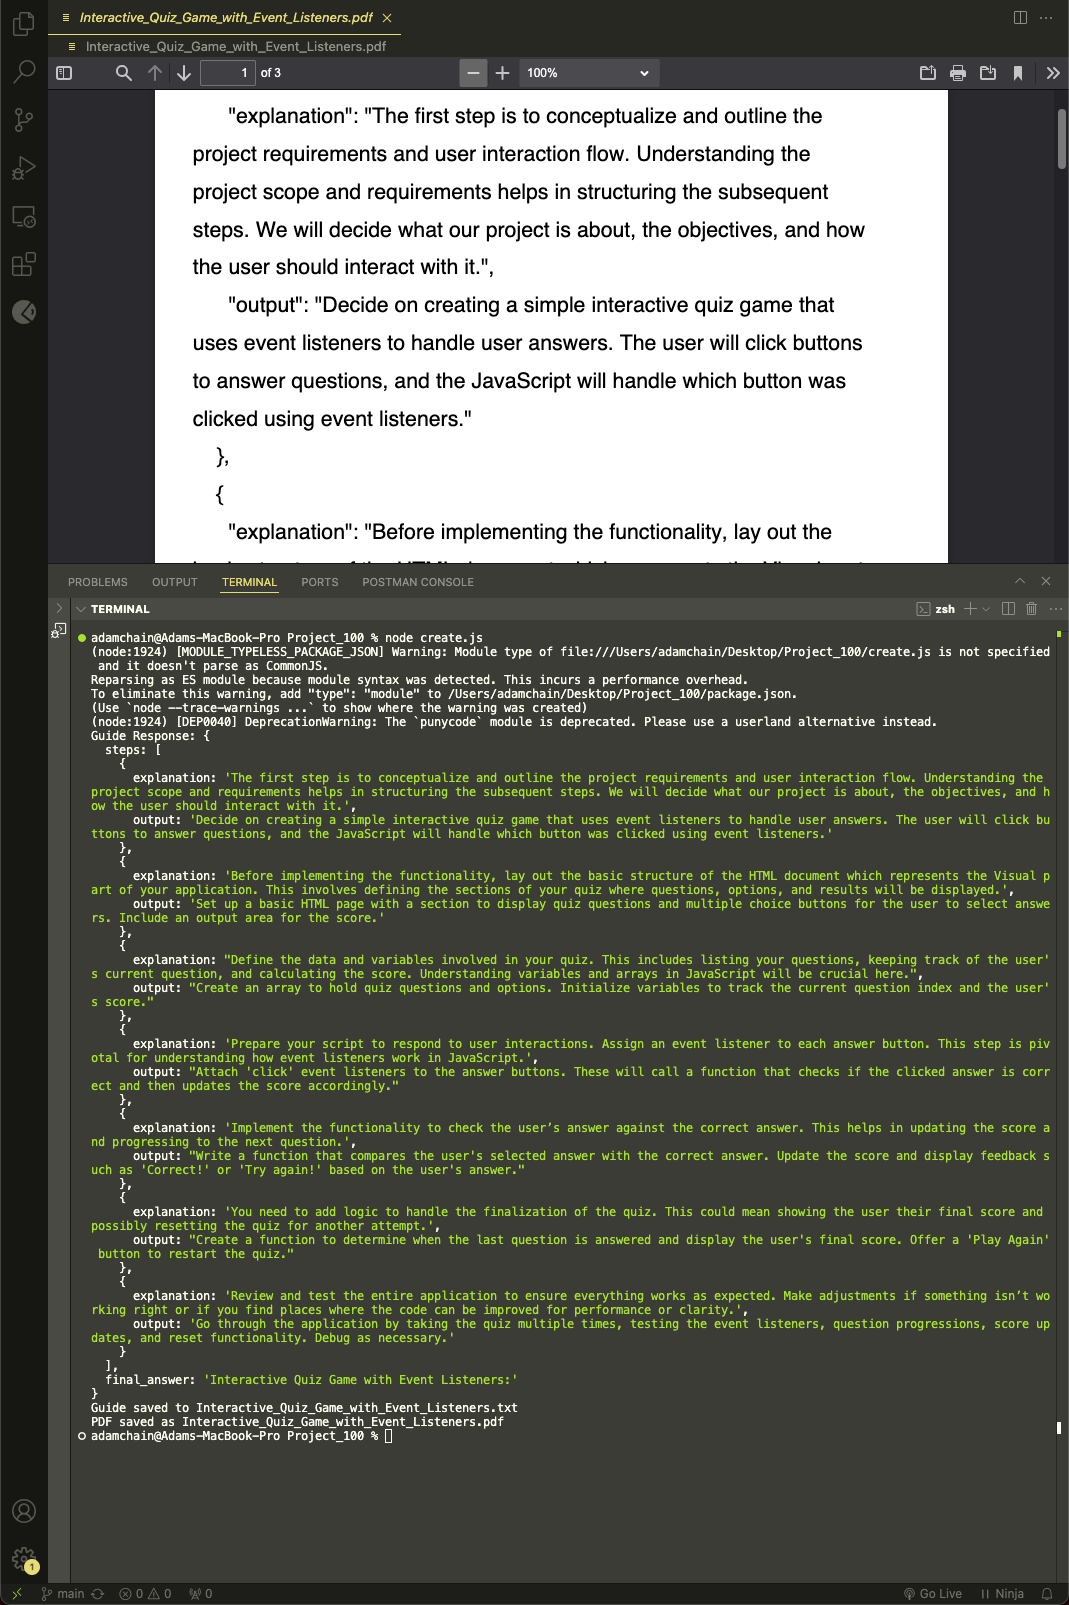 Interactive_Quiz_Game_with_Event_Listeners.pdf
Interactive_Quiz_Game_with_Event_Listeners.pdf
1 of 3
100%
"explanation": "The first step is to conceptualize and outline the
project requirements and user interaction flow. Understanding the
project scope and requirements helps in structuring the subsequent
steps. We will decide what our project is about, the objectives, and how
the user should interact with it.",
"output": "Decide on creating a simple interactive quiz game that
uses event listeners to handle user answers. The user will click buttons
to answer questions, and the JavaScript will handle which button was
clicked using event listeners."
},
{
"explanation": "Before implementing the functionality, lay out the
PROBLEMS OUTPUT TERMINAL PORTS POSTMAN CONSOLE
TERMINAL zsh
adamchain@Adams-MacBook-Pro Project_100 % node create.js
(node:1924) [MODULE_TYPELESS_PACKAGE_JSON] Warning: Module type of file:///Users/adamchain/Desktop/Project_100/create.js is not specified
and it doesn't parse as CommonJS.
Reparsing as ES module because module syntax was detected. This incurs a performance overhead.
To eliminate this warning, add "type": "module" to /Users/adamchain/Desktop/Project_100/package.json.
(Use `node --trace-warnings ...` to show where the warning was created)
(node:1924) [DEP0040] DeprecationWarning: The `punycode` module is deprecated. Please use a userland alternative instead.
Guide Response: {
steps: [
{
explanation: 'The first step is to conceptualize and outline the project requirements and user interaction flow. Understanding the
project scope and requirements helps in structuring the subsequent steps. We will decide what our project is about, the objectives, and h
ow the user should interact with it.',
output: 'Decide on creating a simple interactive quiz game that uses event listeners to handle user answers. The user will click bu
ttons to answer questions, and the JavaScript will handle which button was clicked using event listeners.'
},
{
explanation: 'Before implementing the functionality, lay out the basic structure of the HTML document which represents the Visual p
art of your application. This involves defining the sections of your quiz where questions, options, and results will be displayed.',
output: 'Set up a basic HTML page with a section to display quiz questions and multiple choice buttons for the user to select answe
rs. Include an output area for the score.'
},
{
explanation: "Define the data and variables involved in your quiz. This includes listing your questions, keeping track of the user'
s current question, and calculating the score. Understanding variables and arrays in JavaScript will be crucial here.",
output: "Create an array to hold quiz questions and options. Initialize variables to track the current question index and the user'
s score."
},
{
explanation: 'Prepare your script to respond to user interactions. Assign an event listener to each answer button. This step is piv
otal for understanding how event listeners work in JavaScript.',
output: "Attach 'click' event listeners to the answer buttons. These will call a function that checks if the clicked answer is corr
ect and then updates the score accordingly."
},
{
explanation: 'Implement the functionality to check the user’s answer against the correct answer. This helps in updating the score a
nd progressing to the next question.',
output: "Write a function that compares the user's selected answer with the correct answer. Update the score and display feedback s
uch as 'Correct!' or 'Try again!' based on the user's answer."
},
{
explanation: 'You need to add logic to handle the finalization of the quiz. This could mean showing the user their final score and
possibly resetting the quiz for another attempt.',
output: "Create a function to determine when the last question is answered and display the user's final score. Offer a 'Play Again'
button to restart the quiz."
},
{
explanation: 'Review and test the entire application to ensure everything works as expected. Make adjustments if something isn’t wo
rking right or if you find places where the code can be improved for performance or clarity.',
output: 'Go through the application by taking the quiz multiple times, testing the event listeners, question progressions, score up
dates, and reset functionality. Debug as necessary.'
}
],
final_answer: 'Interactive Quiz Game with Event Listeners:'
}
Guide saved to Interactive_Quiz_Game_with_Event_Listeners.txt
PDF saved as Interactive_Quiz_Game_with_Event_Listeners.pdf
adamchain@Adams-MacBook-Pro Project_100 %
1
main 0 0 0 Go Live Ninja